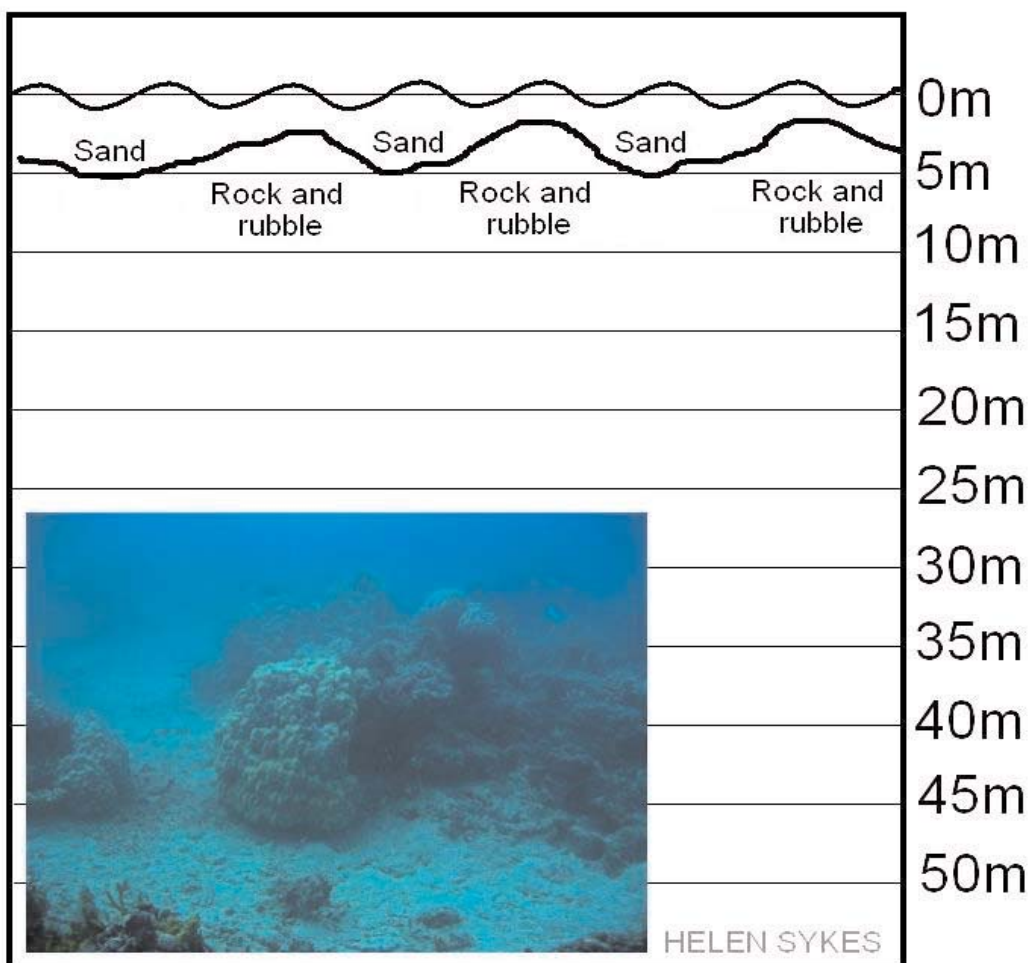 0m
Sand
Sand
Sand
5m
Rock and
rubble
Rock and
rubble
Rock and
rubble
10m
15m
20m
25m
30m
35m
40m
45m
50m
HELEN SYKES